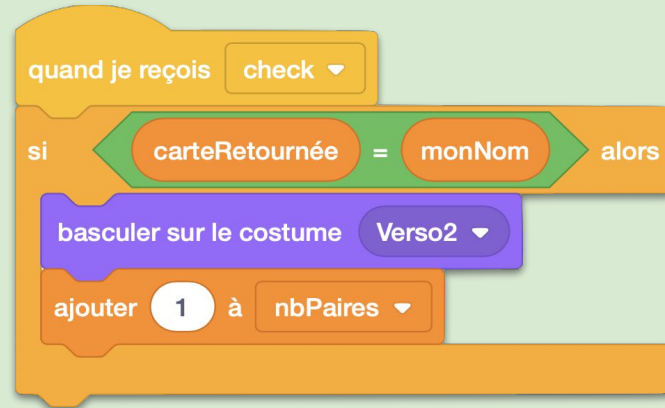 quand je reçois check
si carteRetournée = monNom alors
basculer sur le costume Verso2
ajouter 1 à nbPaires